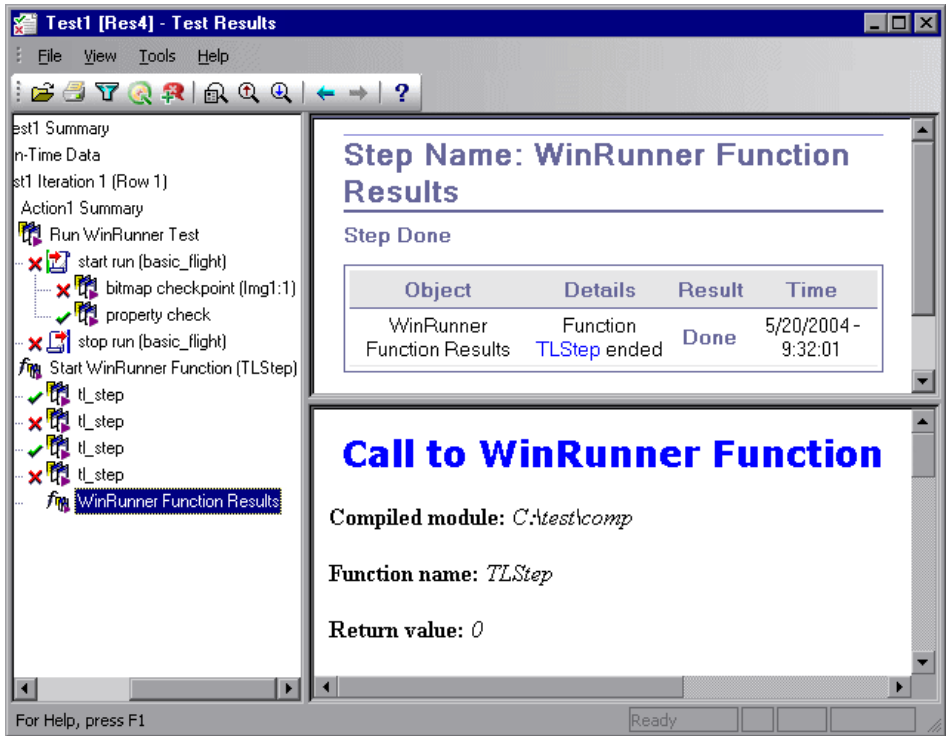 Test1 [Res4] - Test Results
File View Tools Help
est1 Summary
n-Time Data
st1 Iteration 1 (Row 1)
Action1 Summary
Run WinRunner Test
start run (basic_flight)
bitmap checkpoint (Img1:1)
property check
stop run (basic_flight)
Start WinRunner Function (TLStep)
tl_step
tl_step
tl_step
tl_step
WinRunner Function Results
Step Name: WinRunner Function
Results
Step Done
Object Details Result Time
WinRunner Function Results Function TLStep ended Done 5/20/2004 - 9:32:01
Call to WinRunner Function
Compiled module: C:\test\comp
Function name: TLStep
Return value: 0
For Help, press F1
Ready